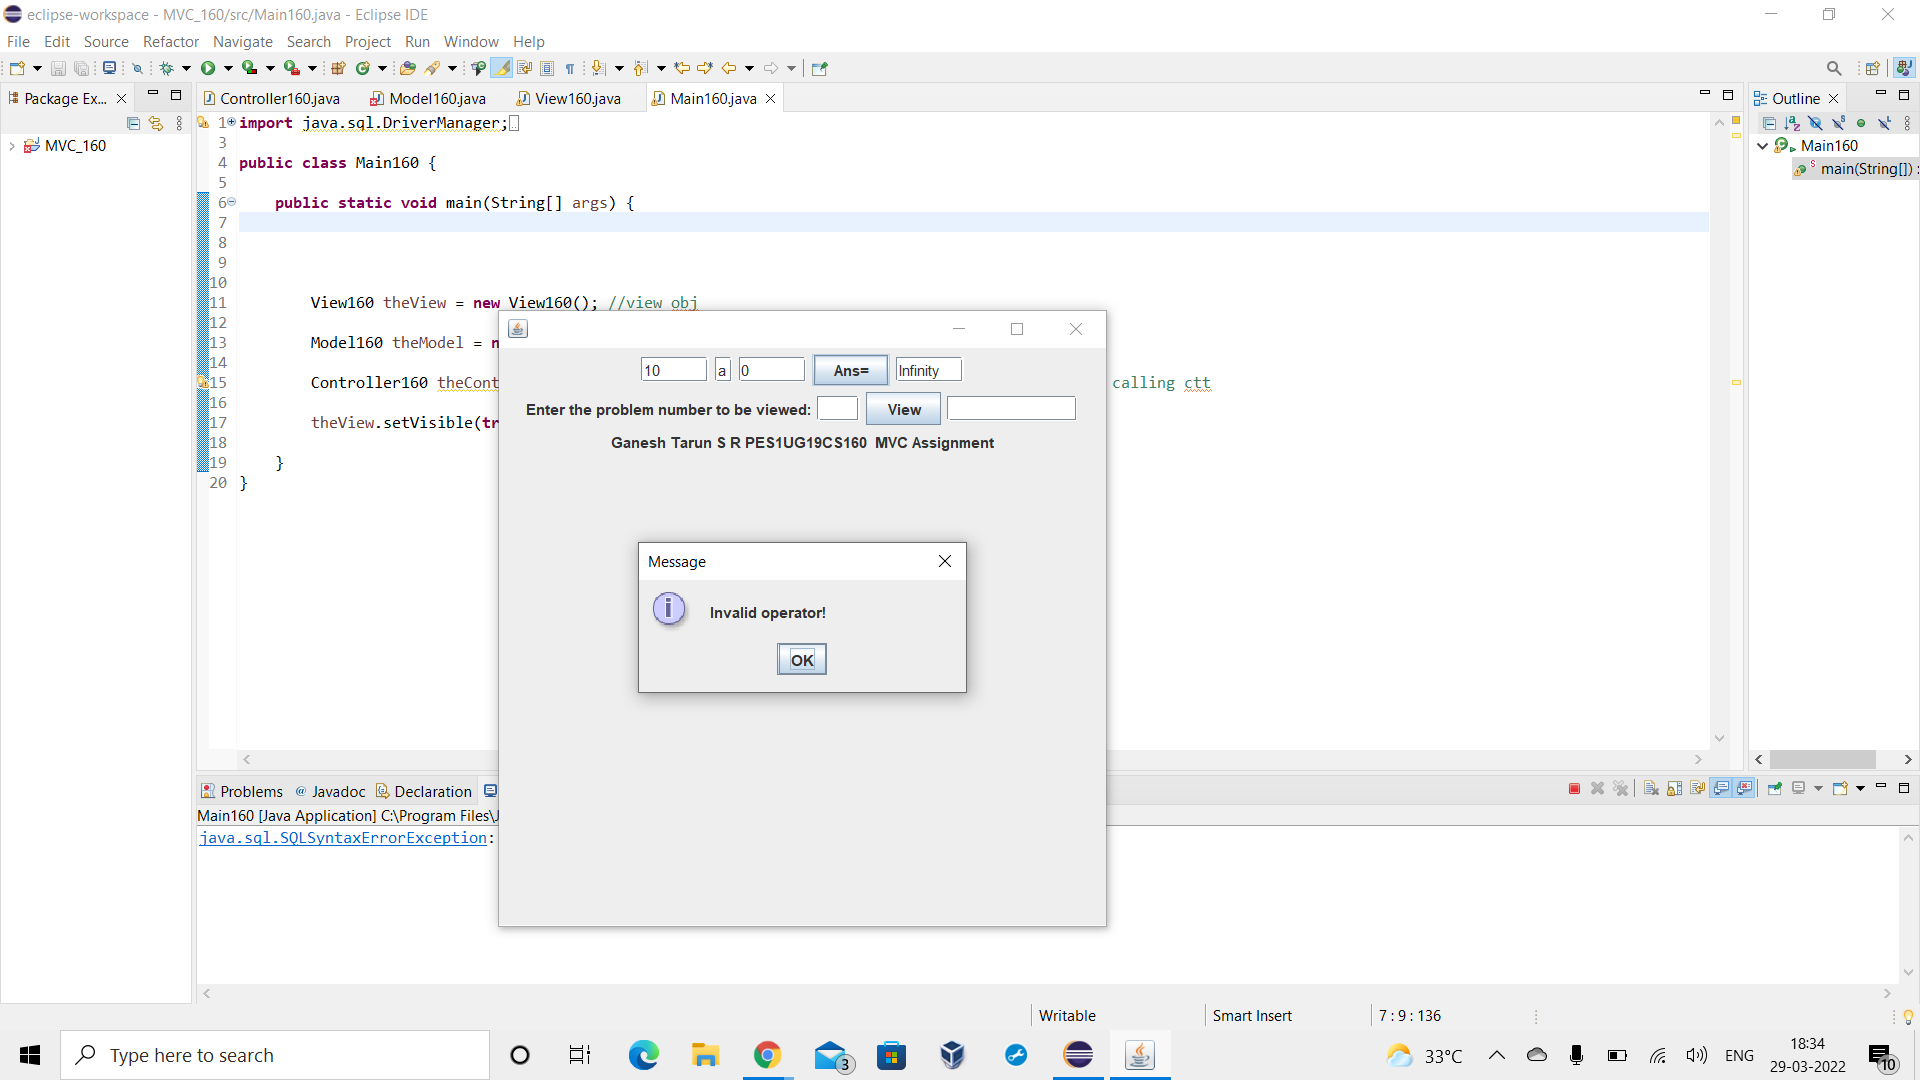 eclipse-workspace - MVC_160/src/Main160.java - Eclipse IDE
File Edit Source Refactor Navigate Search Project Run Window Help
Package Ex...
Controller160.java Model160.java View160.java Main160.java
Outline
MVC_160
Main160
main(String[]) :
1 import java.sql.DriverManager;
3
4 public class Main160 {
5
6 public static void main(String[] args) {
7
8
9
10
11 View160 theView = new View160(); //view obj
12
13 Model160 theModel = n
14
15 Controller160 theCont calling ctt
16
17 theView.setVisible(tr
18
19 }
20 }
10 a 0 Ans= Infinity
Enter the problem number to be viewed: View
Ganesh Tarun S R PES1UG19CS160 MVC Assignment
Message
Invalid operator!
OK
Problems Javadoc Declaration
Main160 [Java Application] C:\Program Files\J
java.sql.SQLSyntaxErrorException:
Writable Smart Insert 7 : 9 : 136
Type here to search
3
33°C ENG
18:34
29-03-2022
10